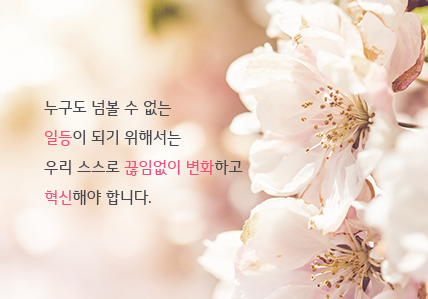 누구도 넘볼 수 없는
일등이 되기 위해서는
우리 스스로 끊임없이 변화하고
혁신해야 합니다.